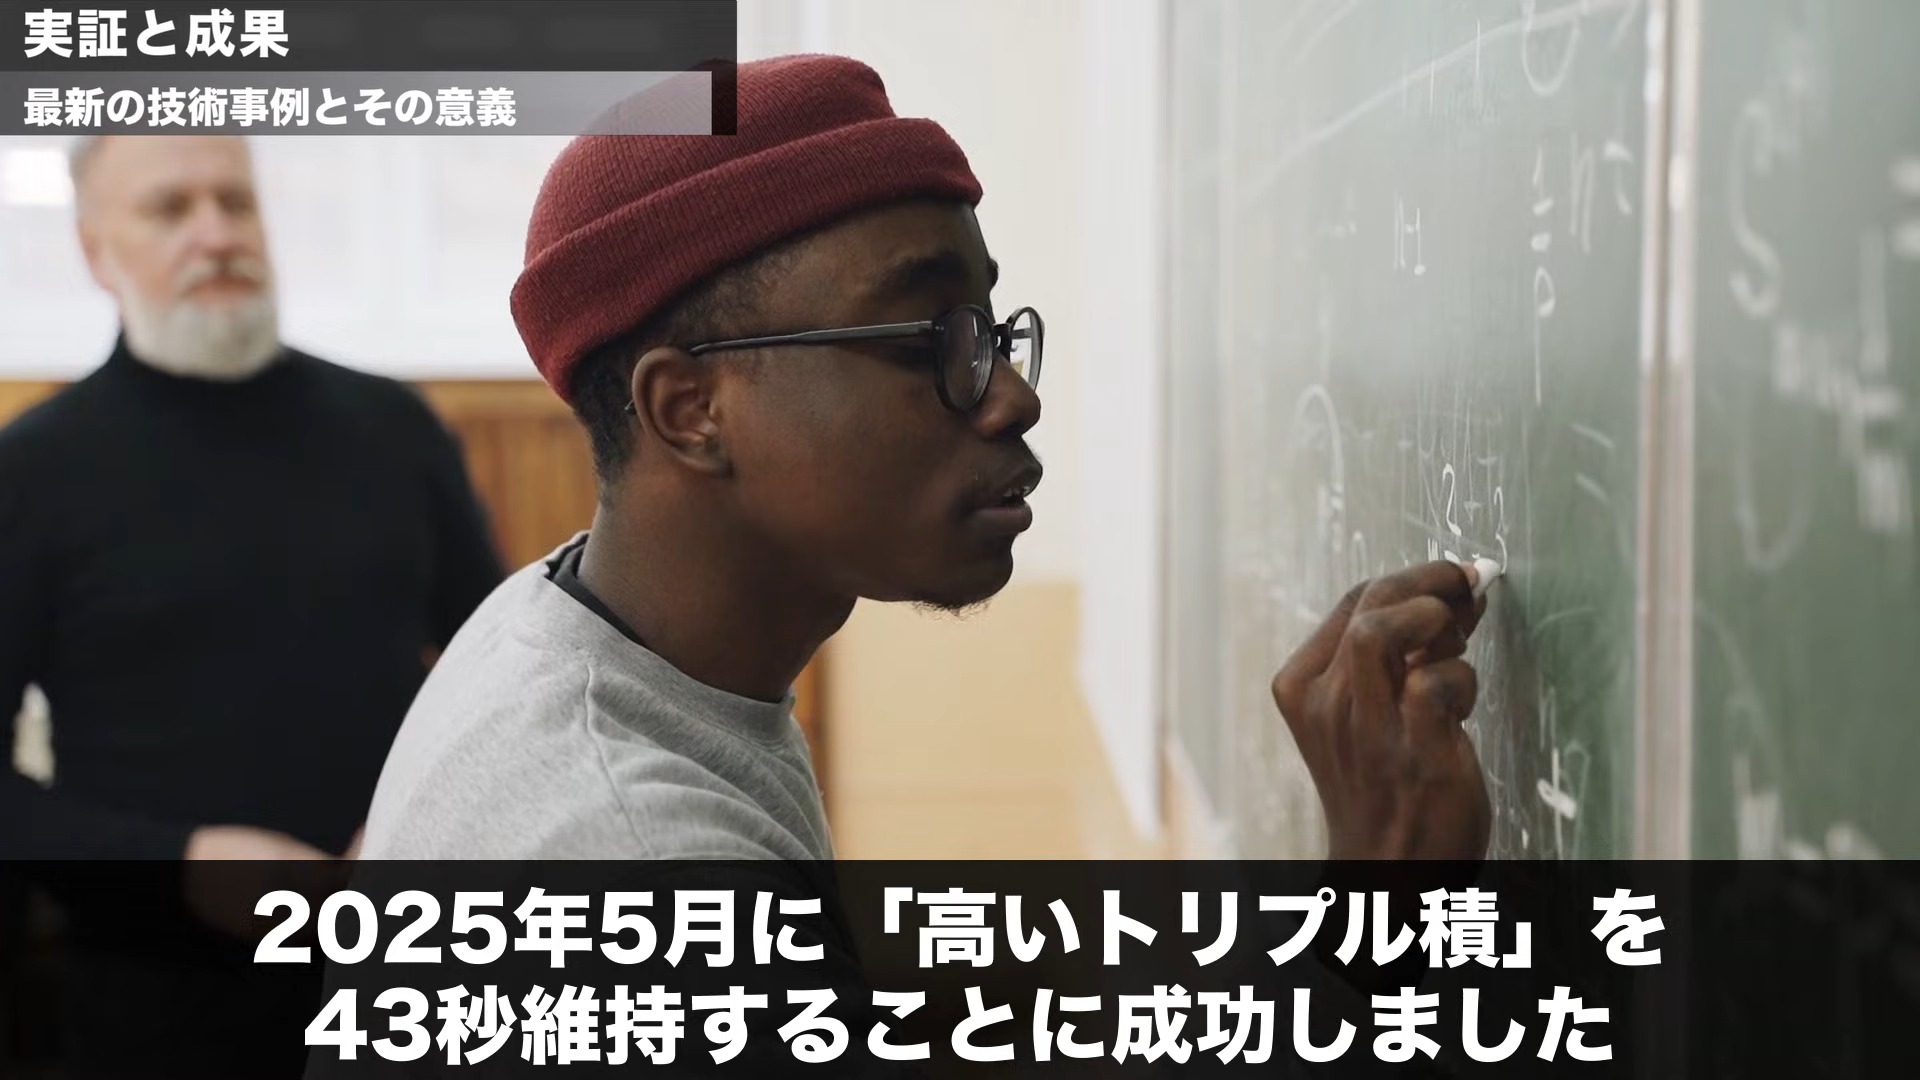 実証と成果
最新の技術事例とその意義
2025年5月に「高いトリプル積」を
43秒維持することに成功しました